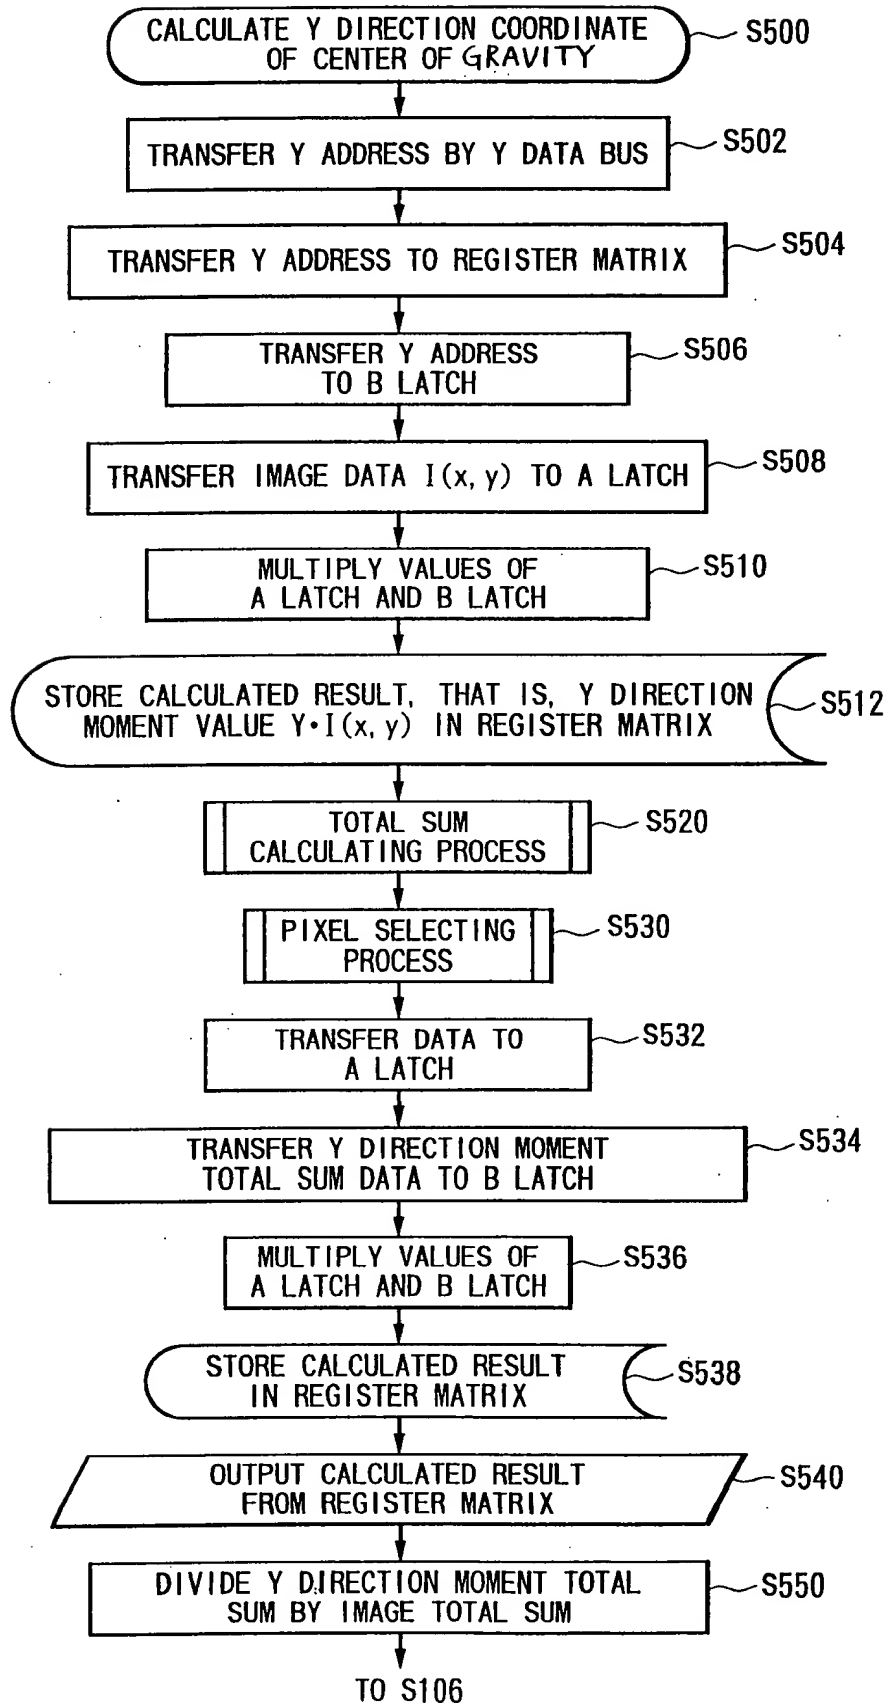 CALCULATE Y DIRECTION COORDINATE
OF CENTER OF GRAVITY
S500
TRANSFER Y ADDRESS BY Y DATA BUS
S502
TRANSFER Y ADDRESS TO REGISTER MATRIX
S504
TRANSFER Y ADDRESS
TO B LATCH
S506
TRANSFER IMAGE DATA I(x, y) TO A LATCH
S508
MULTIPLY VALUES OF
A LATCH AND B LATCH
S510
STORE CALCULATED RESULT, THAT IS, Y DIRECTION
MOMENT VALUE Y•I(x, y) IN REGISTER MATRIX
S512
TOTAL SUM
CALCULATING PROCESS
S520
PIXEL SELECTING
PROCESS
S530
TRANSFER DATA TO
A LATCH
S532
TRANSFER Y DIRECTION MOMENT
TOTAL SUM DATA TO B LATCH
S534
MULTIPLY VALUES OF
A LATCH AND B LATCH
S536
STORE CALCULATED RESULT
IN REGISTER MATRIX
S538
OUTPUT CALCULATED RESULT
FROM REGISTER MATRIX
S540
DIVIDE Y DIRECTION MOMENT TOTAL
SUM BY IMAGE TOTAL SUM
S550
TO S106